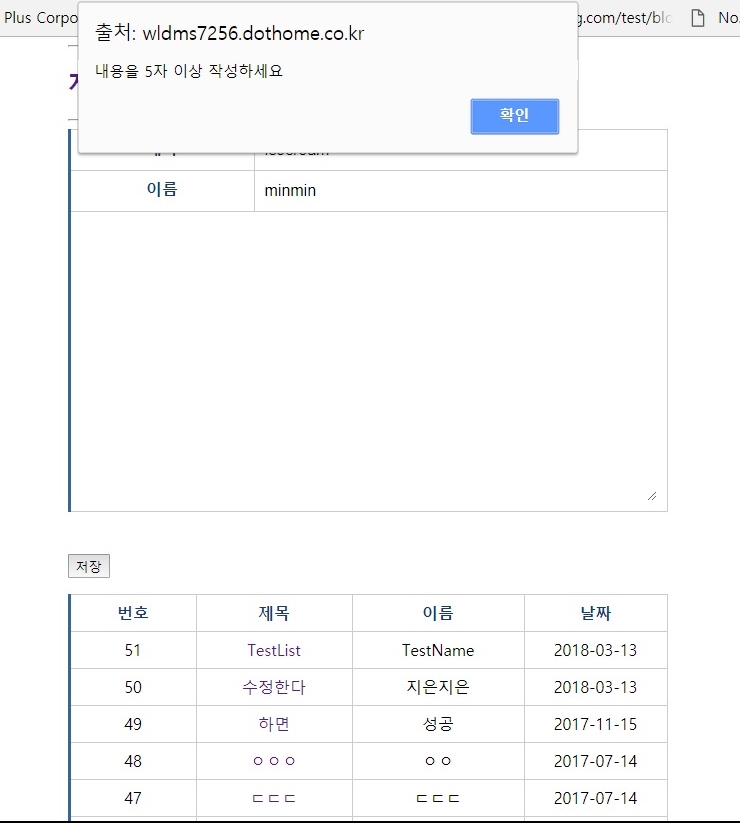 Plus Corpo
g.com/test/blo
No.
출처: wldms7256.dothome.co.kr
내용을 5자 이상 작성하세요
확인
이름 minmin
저장
번호 제목 이름 날짜
51 TestList TestName 2018-03-13
50 수정한다 지은지은 2018-03-13
49 하면 성공 2017-11-15
48 ㅇㅇㅇ ㅇㅇ 2017-07-14
47 ㄷㄷㄷ ㄷㄷㄷ 2017-07-14